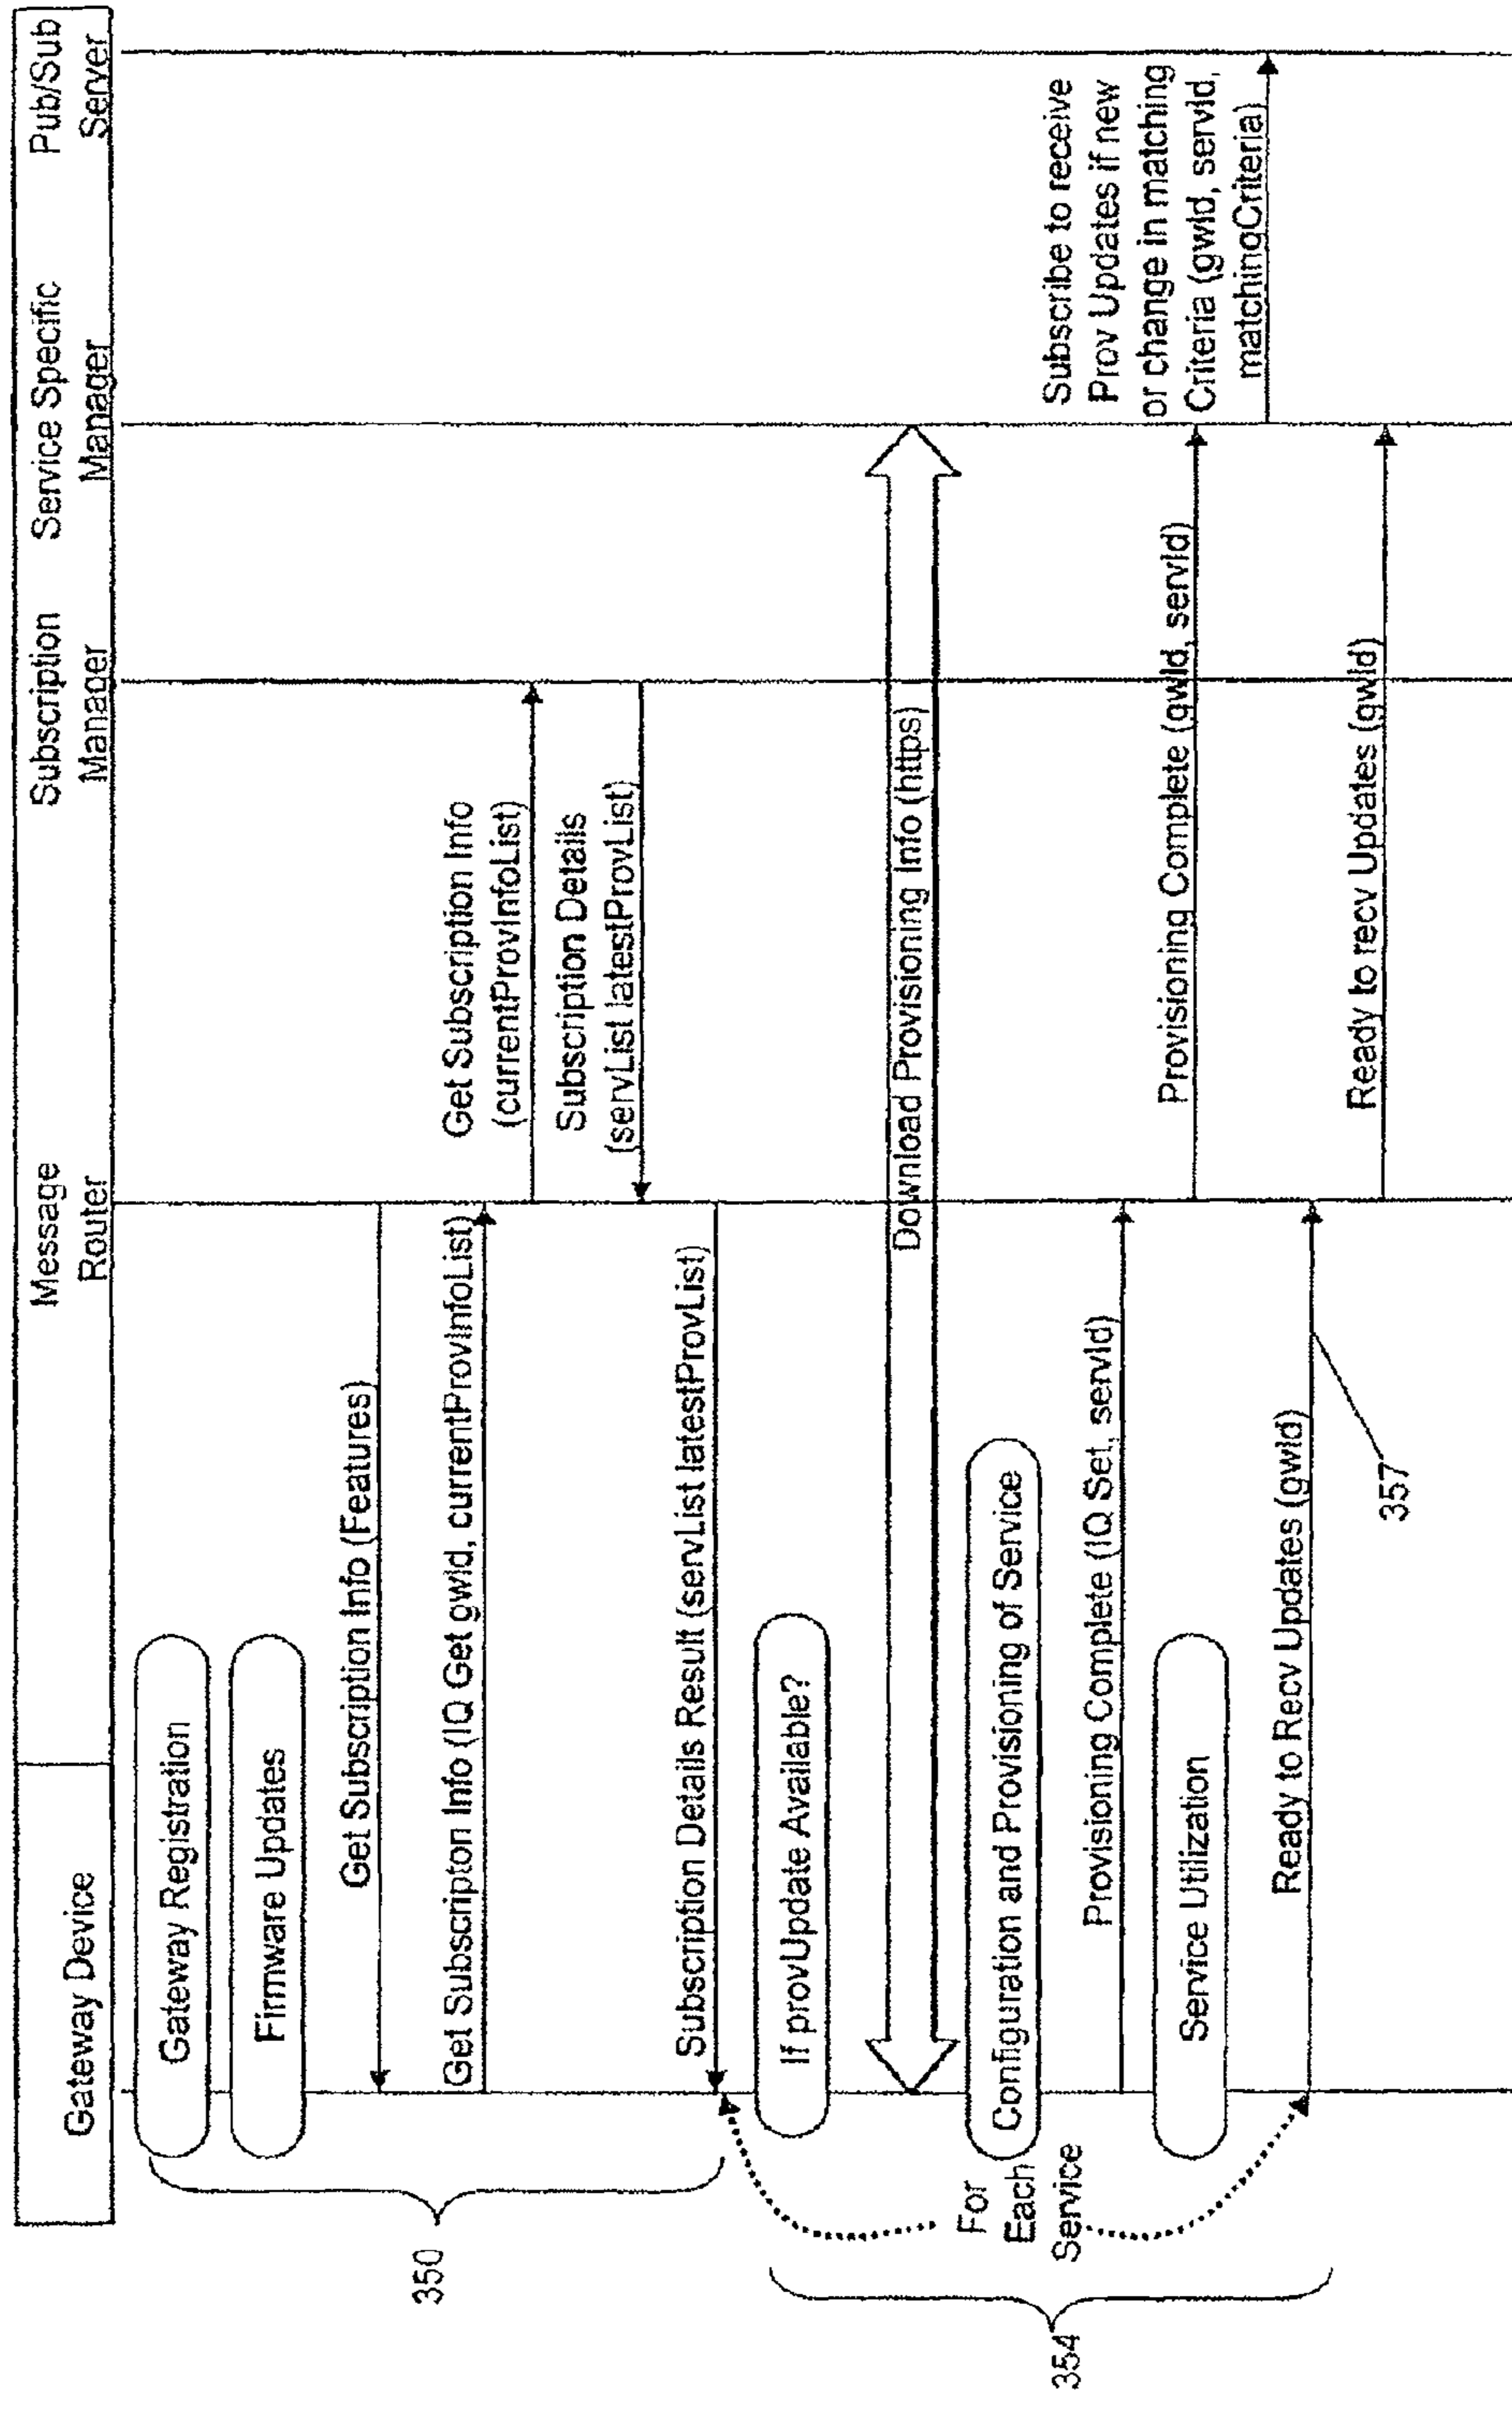 Gateway Device
Message
Router
Subscription
Manager
Service Specific
Manager
Pub/Sub
Server
Gateway Registration
Firmware Updates
Get Subscription Info (Features)
Get Subscripton Info (IQ Get gwId, currentProvInfoList)
Get Subscription Info
(currentProvInfoList)
Subscription Details
(servList latestProvList)
Subscription Details Result (servList latestProvList)
350
If provUpdate Available?
Download Provisioning Info (https)
For
Each
Service
Configuration and Provisioning of Service
Provisioning Complete (IQ Set, servId)
Provisioning Complete (gwId, servId)
Subscribe to receive
Prov Updates if new
or change in matching
Criteria (gwId, servId,
matchingCriteria)
Service Utilization
Ready to Recv Updates (gwId)
Ready to recv Updates (gwId)
354
357